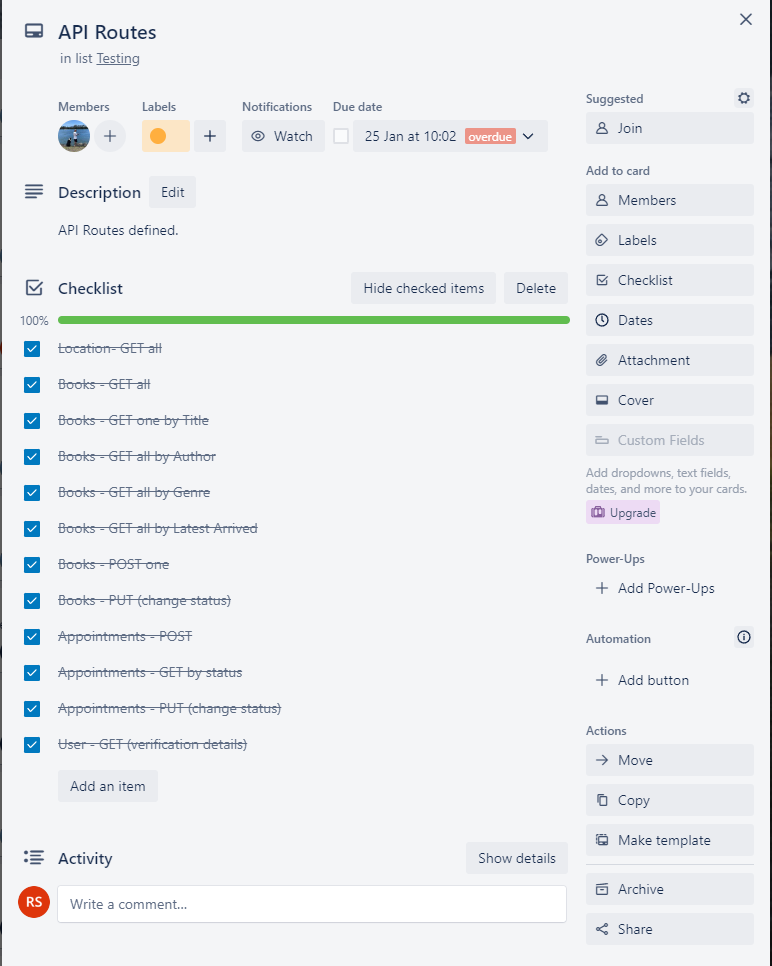 API Routes
in list Testing
Members
Labels
Notifications
Due date
Watch
25 Jan at 10:02 overdue
Description
Edit
API Routes defined.
Checklist
Hide checked items
Delete
100%
Location- GET all
Books - GET all
Books - GET one by Title
Books - GET all by Author
Books - GET all by Genre
Books - GET all by Latest Arrived
Books - POST one
Books - PUT (change status)
Appointments - POST
Appointments - GET by status
Appointments - PUT (change status)
User - GET (verification details)
Add an item
Activity
Show details
RS
Write a comment...
Suggested
Join
Add to card
Members
Labels
Checklist
Dates
Attachment
Cover
Custom Fields
Add dropdowns, text fields,
dates, and more to your cards.
Upgrade
Power-Ups
Add Power-Ups
Automation
Add button
Actions
Move
Copy
Make template
Archive
Share